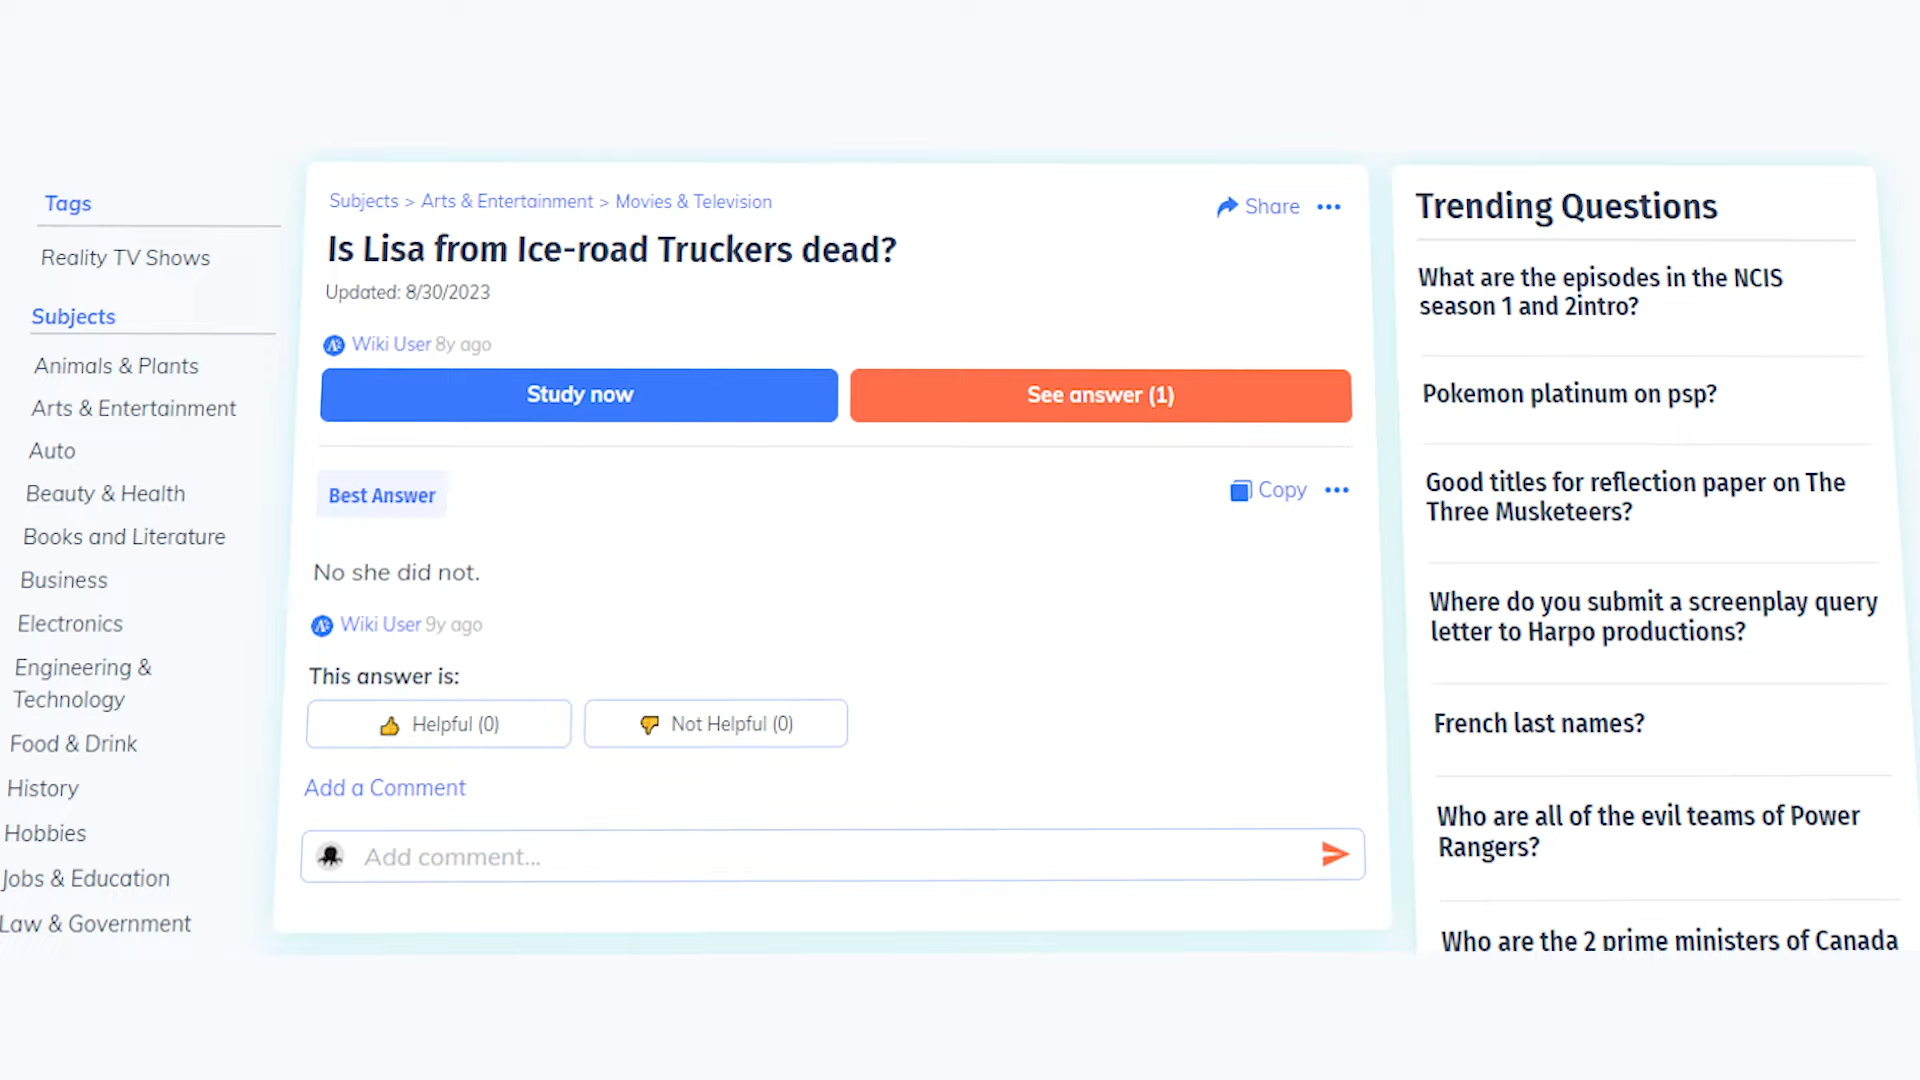 Tags
Reality TV Shows
Subjects
Animals & Plants
Arts & Entertainment
Auto
Beauty & Health
Books and Literature
Business
Electronics
Engineering &
Technology
Food & Drink
History
Hobbies
Jobs & Education
Law & Government
Subjects > Arts & Entertainment > Movies & Television
Share
Is Lisa from Ice-road Truckers dead?
Updated: 8/30/2023
Wiki User 8y ago
Study now
See answer (1)
Best Answer
Copy
No she did not.
Wiki User 9y ago
This answer is:
Helpful (0)
Not Helpful (0)
Add a Comment
Add comment...
Trending Questions
What are the episodes in the NCIS
season 1 and 2intro?
Pokemon platinum on psp?
Good titles for reflection paper on The
Three Musketeers?
Where do you submit a screenplay query
letter to Harpo productions?
French last names?
Who are all of the evil teams of Power
Rangers?
Who are the 2 prime ministers of Canada